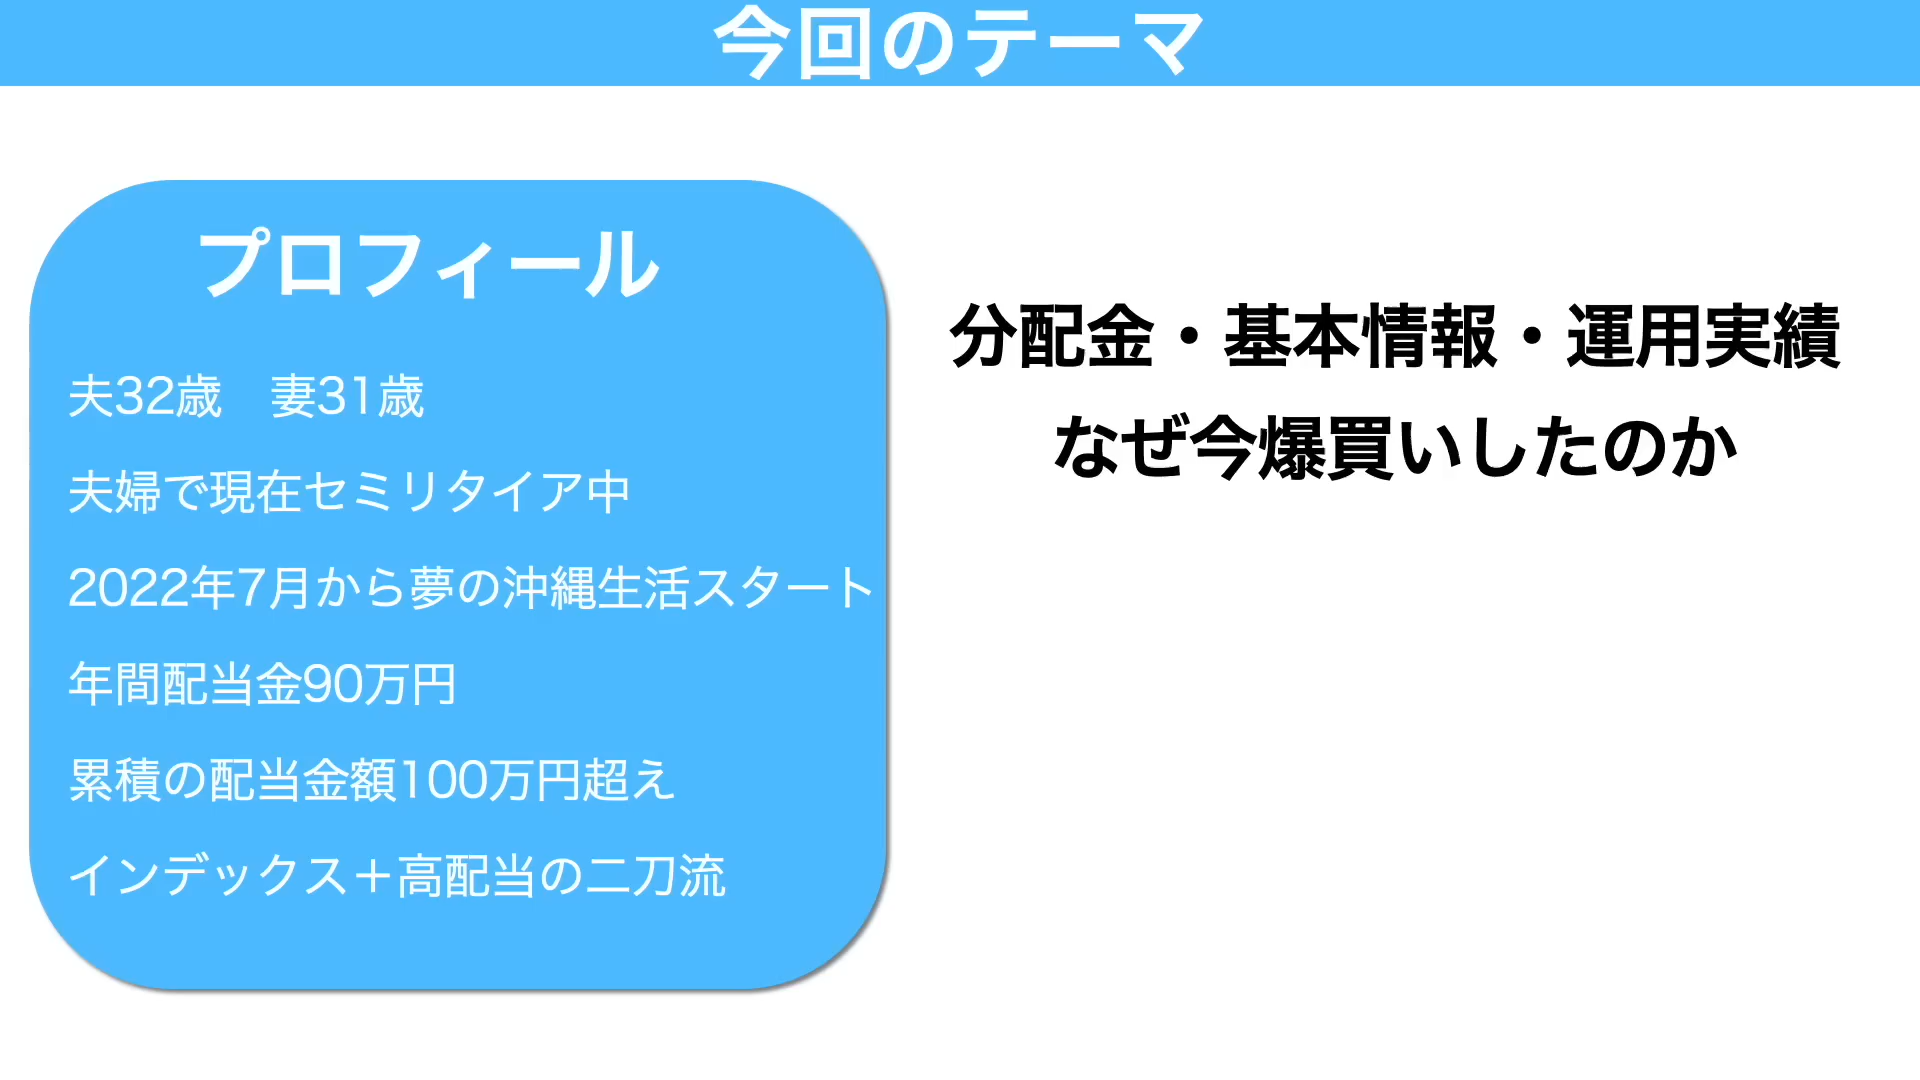 今回のテーマ
プロフィール
夫32歳　妻31歳
夫婦で現在セミリタイア中
2022年7月から夢の沖縄生活スタート
年間配当金90万円
累積の配当金額100万円超え
インデックス＋高配当の二刀流
分配金・基本情報・運用実績
なぜ今爆買いしたのか